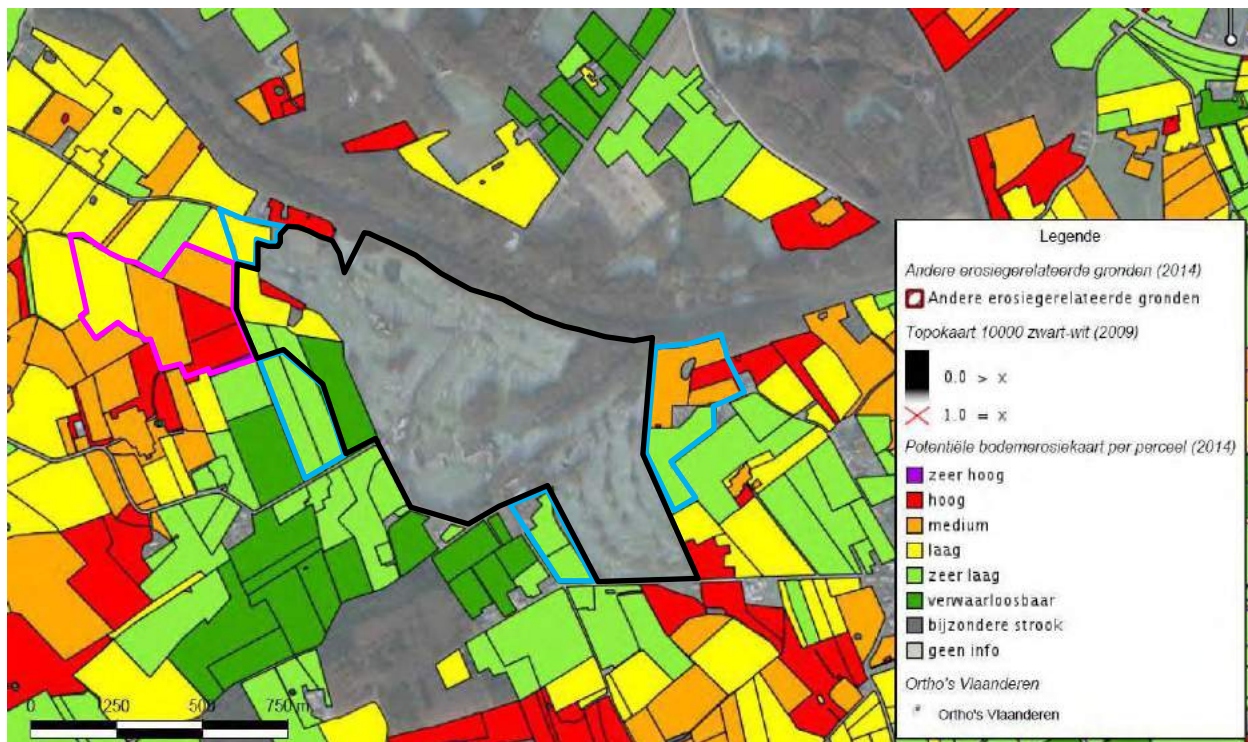 Legende
Andere erosiegerelateerde gronden (2014)
Andere erosiegerelateerde gronden
Topokaart 10000 zwart-wit (2009)
0.0 > x
1.0 = x
Potentiële bodemerosiekaart per perceel (2014)
zeer hoog
hoog
medium
laag
zeer laag
verwaarloosbaar
bijzondere strook
geen info
Ortho's Vlaanderen
Ortho's Vlaanderen
0 250 500 750 m